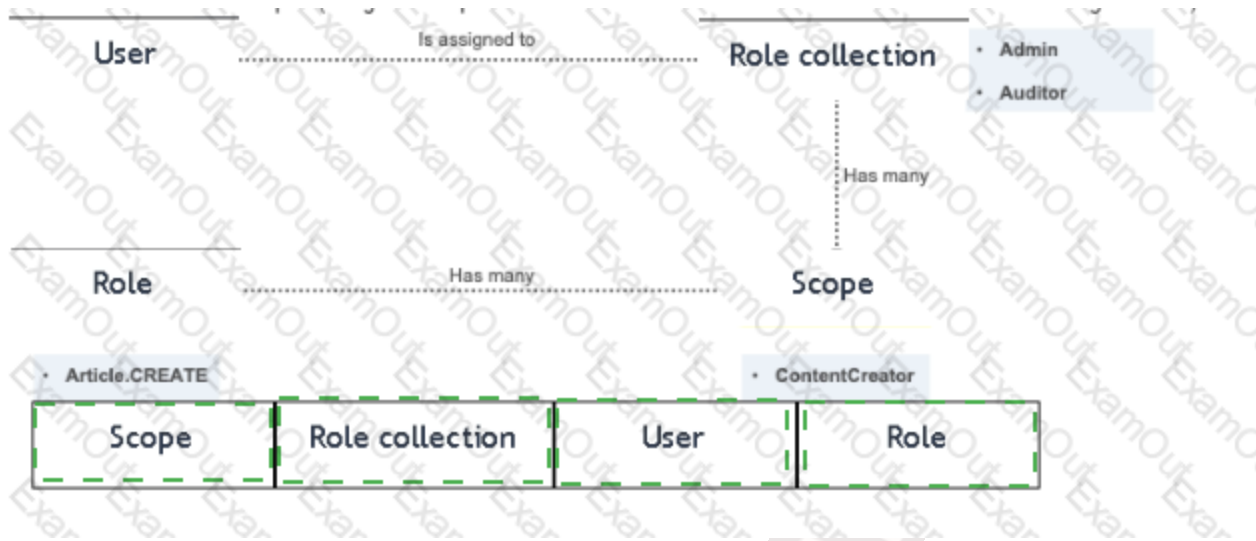 Is assigned to
User
Role collection
• Admin
• Auditor
Has many
Role
Has many
Scope
• Article.CREATE
• ContentCreator
Scope
Role collection
User
Role